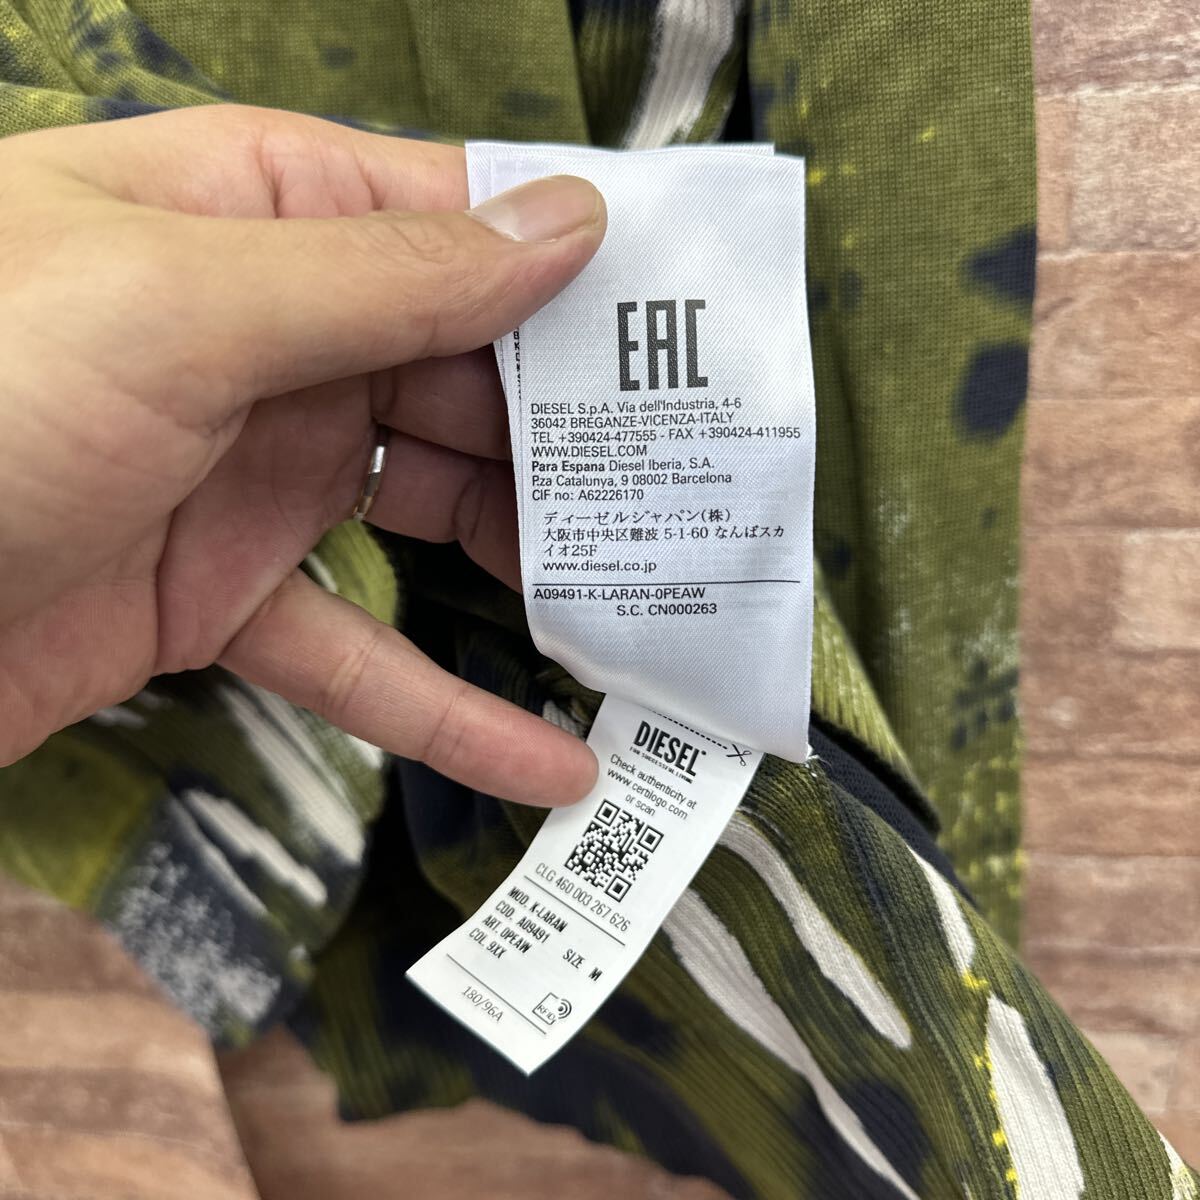 EAC
DIESEL S.p.A. Via dell'Industria, 4-6
36042 BREGANZE-VICENZA-ITALY
TEL +390424-477555 - FAX +390424-411955
WWW.DIESEL.COM
Para Espana Diesel Iberia, S.A.
P.za Catalunya, 9 08002 Barcelona
CIF no: A62226170
ディーゼルジャパン(株)
大阪市中央区難波 5-1-60 なんばスカ
イオ25F
www.diesel.co.jp
A09491-K-LARAN-0PEAW
S.C. CN000263
DIESEL
FOR SUCCESSFUL LIVING
Check authenticity at
www.certilogo.com
or scan
CLG 460 003 267 626
MOD. K-LARAN
COD. A09491
ART. 0PEAW SIZE M
COL. 9XX
180/96A
RFID